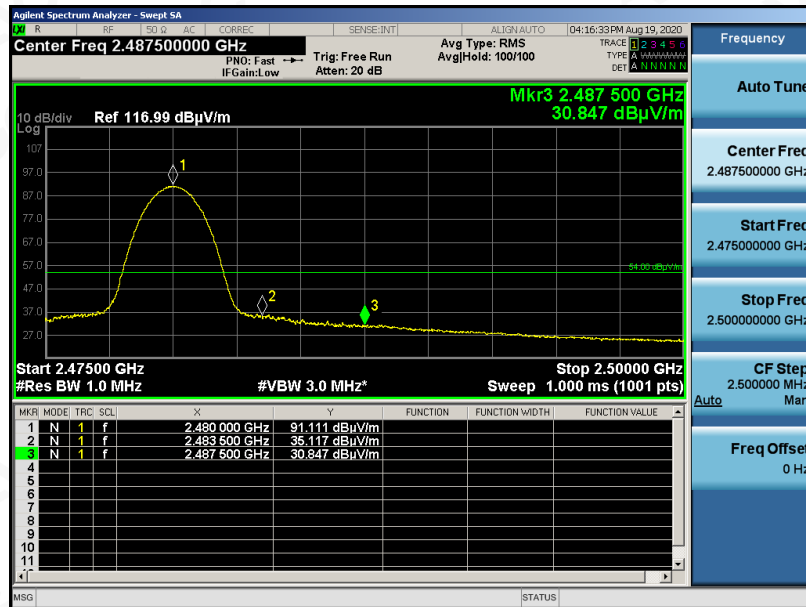 Agilent Spectrum Analyzer - Swept SA
LXI R RF 50 Ω AC CORREC SENSE:INT ALIGN AUTO 04:16:33 PM Aug 19, 2020
Center Freq 2.487500000 GHz
PNO: Fast
IFGain:Low
Trig: Free Run
Atten: 20 dB
Avg Type: RMS
Avg|Hold: 100/100
TRACE 1 2 3 4 5 6
TYPE A WWWWW
DET A N N N N N
Mkr3 2.487 500 GHz
30.847 dBµV/m
10 dB/div Ref 116.99 dBµV/m
Log
107
97.0
87.0
77.0
67.0
57.0
47.0
37.0
27.0
1
2
3
54.00 dBµV/m
Start 2.47500 GHz Stop 2.50000 GHz
#Res BW 1.0 MHz #VBW 3.0 MHz* Sweep 1.000 ms (1001 pts)
MKR MODE TRC SCL X Y FUNCTION FUNCTION WIDTH FUNCTION VALUE
1 N 1 f 2.480 000 GHz 91.111 dBµV/m
2 N 1 f 2.483 500 GHz 35.117 dBµV/m
3 N 1 f 2.487 500 GHz 30.847 dBµV/m
4
5
6
7
8
9
10
11
MSG STATUS
Frequency
Auto Tune
Center Freq
2.487500000 GHz
Start Freq
2.475000000 GHz
Stop Freq
2.500000000 GHz
CF Step
2.500000 MHz
Auto Man
Freq Offset
0 Hz